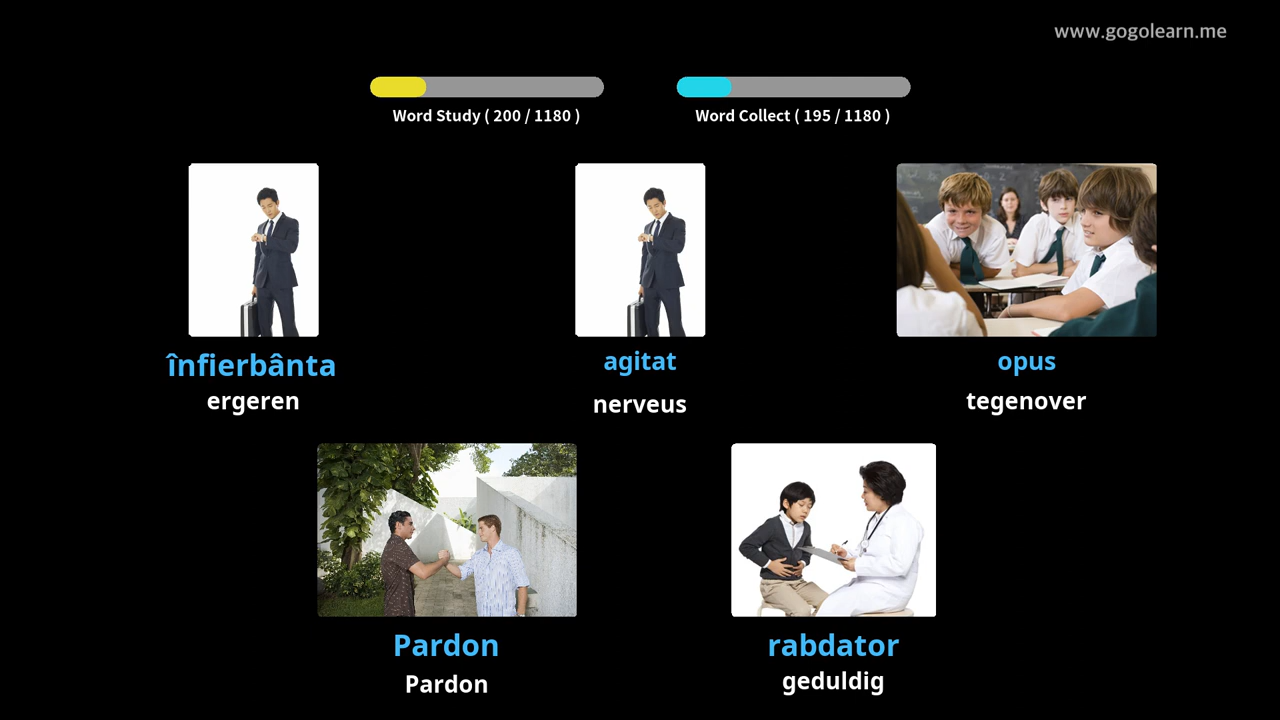 www.gogolearn.me
Word Study ( 200 / 1180 )
Word Collect ( 195 / 1180 )
înfierbânta
ergeren
agitat
nerveus
opus
tegenover
Pardon
Pardon
rabdator
geduldig